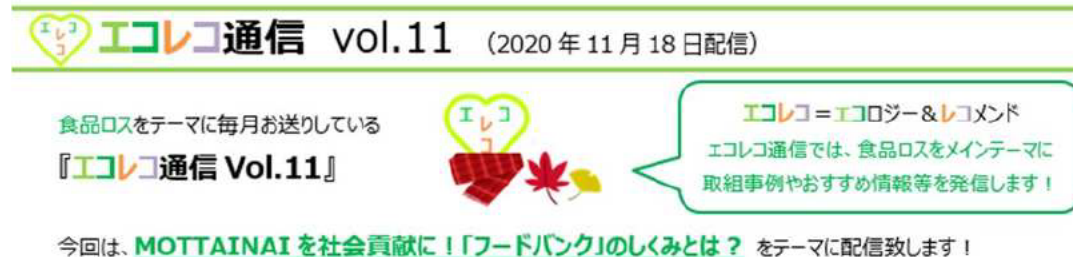 エレコ
コ
エコレコ通信 vol.11 (2020年11月18日配信)
食品ロスをテーマに毎月お送りしている
『エコレコ通信 Vol.11』
エレコ
コ
エコレコ=エコロジー&レコメンド
エコレコ通信では、食品ロスをメインテーマに
取組事例やおすすめ情報等を発信します!
今回は、MOTTAINAIを社会貢献に!「フードバンク」のしくみとは? をテーマに配信致します!